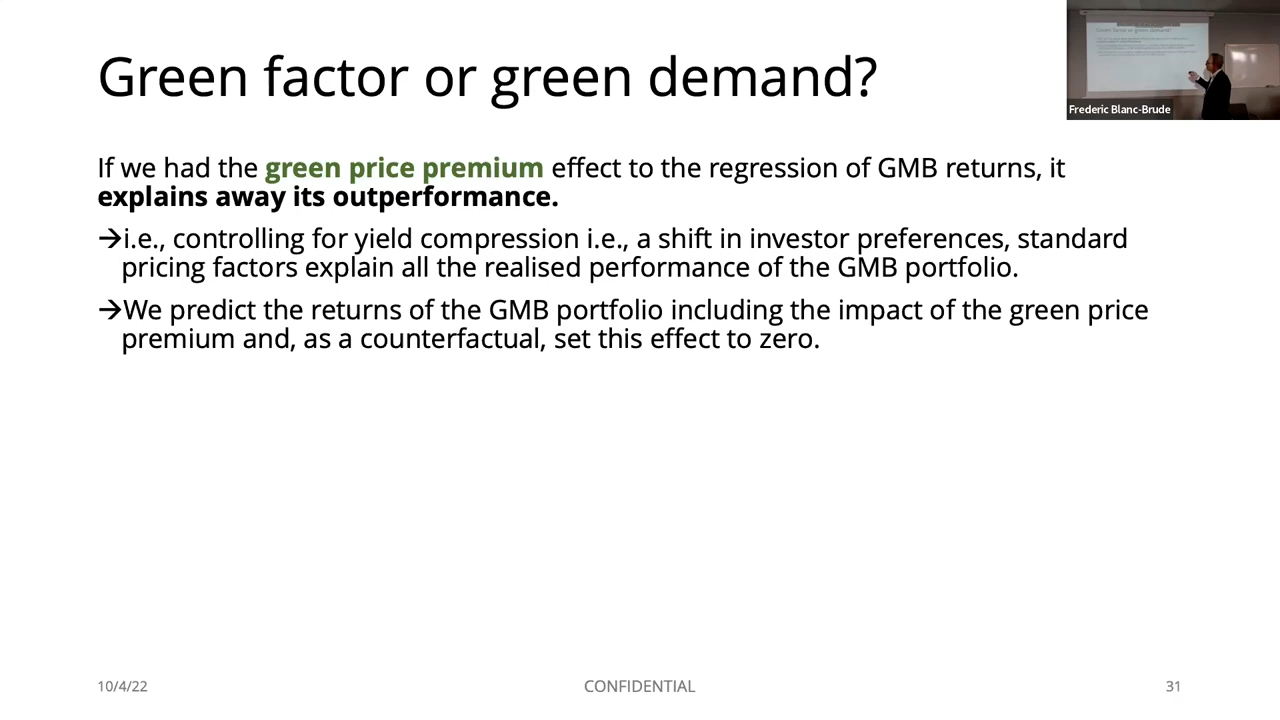 Green factor or green demand?
Frederic Blanc-Brude
If we had the green price premium effect to the regression of GMB returns, it
explains away its outperformance.
→i.e., controlling for yield compression i.e., a shift in investor preferences, standard
pricing factors explain all the realised performance of the GMB portfolio.
→We predict the returns of the GMB portfolio including the impact of the green price
premium and, as a counterfactual, set this effect to zero.
10/4/22
CONFIDENTIAL
31